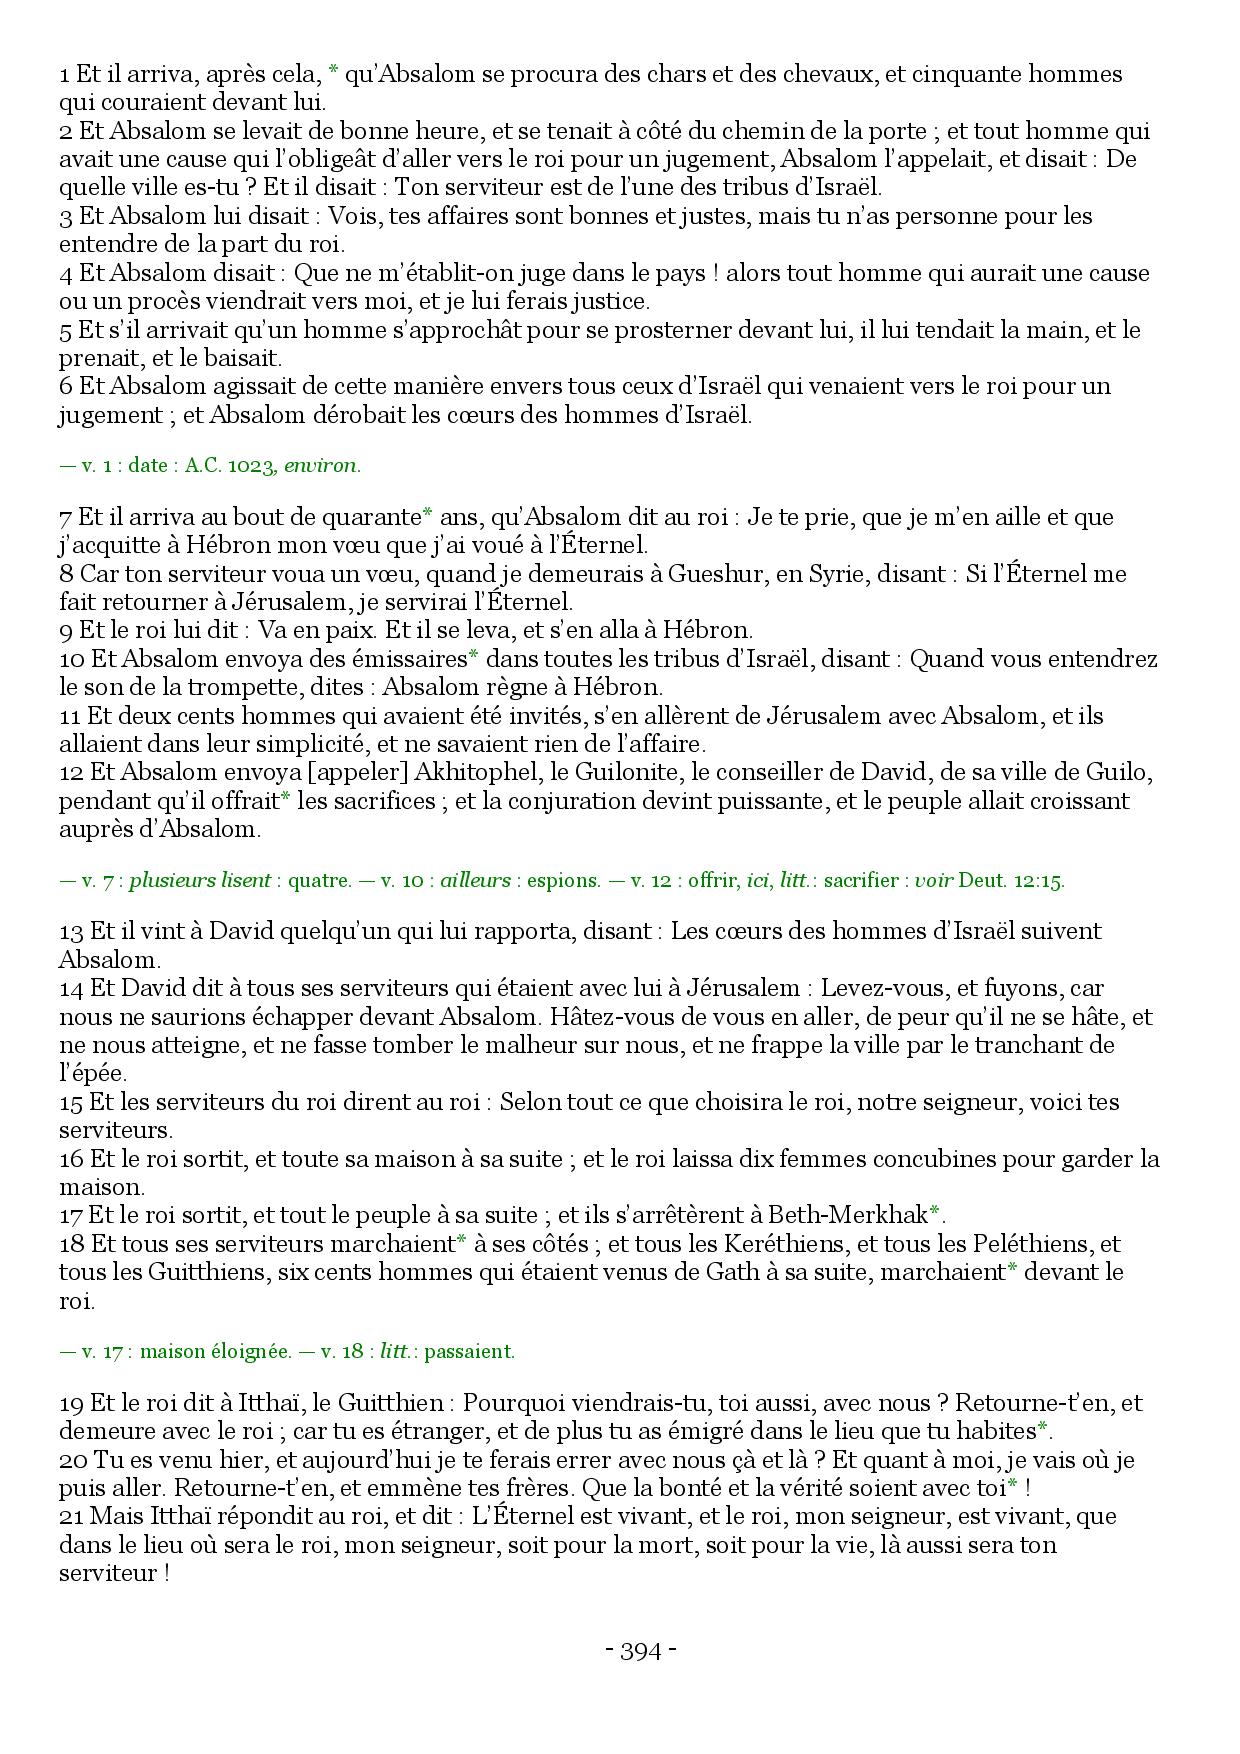 1 Et il arriva, après cela, * qu’Absalom se procura des chars et des chevaux, et cinquante hommes
qui couraient devant lui.
2 Et Absalom se levait de bonne heure, et se tenait à côté du chemin de la porte ; et tout homme qui
avait une cause qui l’obligeât d’aller vers le roi pour un jugement, Absalom l’appelait, et disait : De
quelle ville es-tu ? Et il disait : Ton serviteur est de l’une des tribus d’Israël.
3 Et Absalom lui disait : Vois, tes affaires sont bonnes et justes, mais tu n’as personne pour les
entendre de la part du roi.
4 Et Absalom disait : Que ne m’établit-on juge dans le pays ! alors tout homme qui aurait une cause
ou un procès viendrait vers moi, et je lui ferais justice.
5 Et s’il arrivait qu’un homme s’approchât pour se prosterner devant lui, il lui tendait la main, et le
prenait, et le baisait.
6 Et Absalom agissait de cette manière envers tous ceux d’Israël qui venaient vers le roi pour un
jugement ; et Absalom dérobait les cœurs des hommes d’Israël.
— v. 1 : date : A.C. 1023, environ.
7 Et il arriva au bout de quarante* ans, qu’Absalom dit au roi : Je te prie, que je m’en aille et que
j’acquitte à Hébron mon vœu que j’ai voué à l’Éternel.
8 Car ton serviteur voua un vœu, quand je demeurais à Gueshur, en Syrie, disant : Si l’Éternel me
fait retourner à Jérusalem, je servirai l’Éternel.
9 Et le roi lui dit : Va en paix. Et il se leva, et s’en alla à Hébron.
10 Et Absalom envoya des émissaires* dans toutes les tribus d’Israël, disant : Quand vous entendrez
le son de la trompette, dites : Absalom règne à Hébron.
11 Et deux cents hommes qui avaient été invités, s’en allèrent de Jérusalem avec Absalom, et ils
allaient dans leur simplicité, et ne savaient rien de l’affaire.
12 Et Absalom envoya [appeler] Akhitophel, le Guilonite, le conseiller de David, de sa ville de Guilo,
pendant qu’il offrait* les sacrifices ; et la conjuration devint puissante, et le peuple allait croissant
auprès d’Absalom.
— v. 7 : plusieurs lisent : quatre. — v. 10 : ailleurs : espions. — v. 12 : offrir, ici, litt.: sacrifier : voir Deut. 12:15.
13 Et il vint à David quelqu’un qui lui rapporta, disant : Les cœurs des hommes d’Israël suivent
Absalom.
14 Et David dit à tous ses serviteurs qui étaient avec lui à Jérusalem : Levez-vous, et fuyons, car
nous ne saurions échapper devant Absalom. Hâtez-vous de vous en aller, de peur qu’il ne se hâte, et
ne nous atteigne, et ne fasse tomber le malheur sur nous, et ne frappe la ville par le tranchant de
l’épée.
15 Et les serviteurs du roi dirent au roi : Selon tout ce que choisira le roi, notre seigneur, voici tes
serviteurs.
16 Et le roi sortit, et toute sa maison à sa suite ; et le roi laissa dix femmes concubines pour garder la
maison.
17 Et le roi sortit, et tout le peuple à sa suite ; et ils s’arrêtèrent à Beth-Merkhak*.
18 Et tous ses serviteurs marchaient* à ses côtés ; et tous les Keréthiens, et tous les Peléthiens, et
tous les Guitthiens, six cents hommes qui étaient venus de Gath à sa suite, marchaient* devant le
roi.
— v. 17 : maison éloignée. — v. 18 : litt.: passaient.
19 Et le roi dit à Itthaï, le Guitthien : Pourquoi viendrais-tu, toi aussi, avec nous ? Retourne-t’en, et
demeure avec le roi ; car tu es étranger, et de plus tu as émigré dans le lieu que tu habites*.
20 Tu es venu hier, et aujourd’hui je te ferais errer avec nous çà et là ? Et quant à moi, je vais où je
puis aller. Retourne-t’en, et emmène tes frères. Que la bonté et la vérité soient avec toi* !
21 Mais Itthaï répondit au roi, et dit : L’Éternel est vivant, et le roi, mon seigneur, est vivant, que
dans le lieu où sera le roi, mon seigneur, soit pour la mort, soit pour la vie, là aussi sera ton
serviteur !
- 394 -